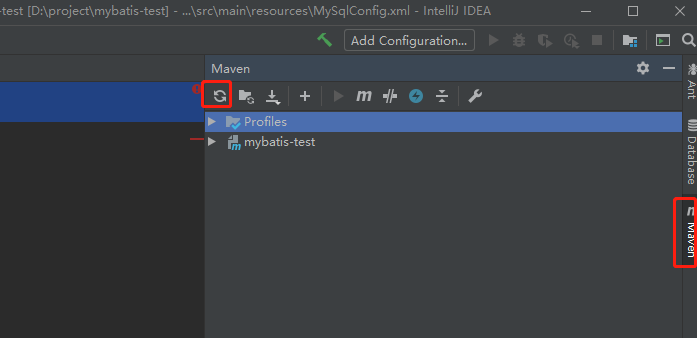 -test [D:\project\mybatis-test] - ...\src\main\resources\MySqlConfig.xml - IntelliJ IDEA
Add Configuration...
Maven
Profiles
mybatis-test
Ant
Database
Maven